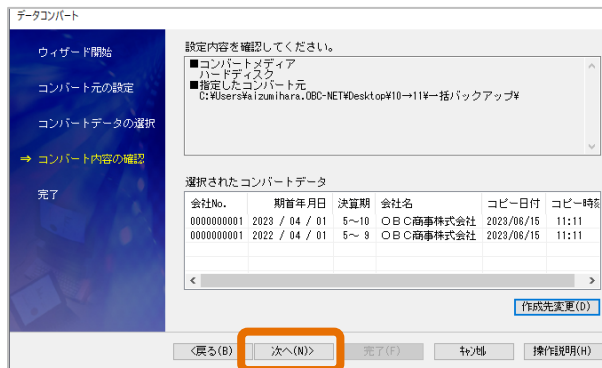 データコンバート
ウィザード開始
コンバート元の設定
コンバートデータの選択
⇒ コンバート内容の確認
完了
設定内容を確認してください。
■コンバートメディア
ハードディスク
■指定したコンバート元
C:¥Users¥aizumihara.OBC-NET¥Desktop¥10→11¥一括バックアップ¥
選択されたコンバートデータ
会社No. 期首年月日 決算期 会社名 コピー日付 コピー時刻
0000000001 2023 / 04 / 01 5～10 ＯＢＣ商事株式会社 2023/06/15 11:11
0000000001 2022 / 04 / 01 5～ 9 ＯＢＣ商事株式会社 2023/06/15 11:11
作成先変更(D)
<戻る(B) 次へ(N)> 完了(F) キャンセル 操作説明(H)